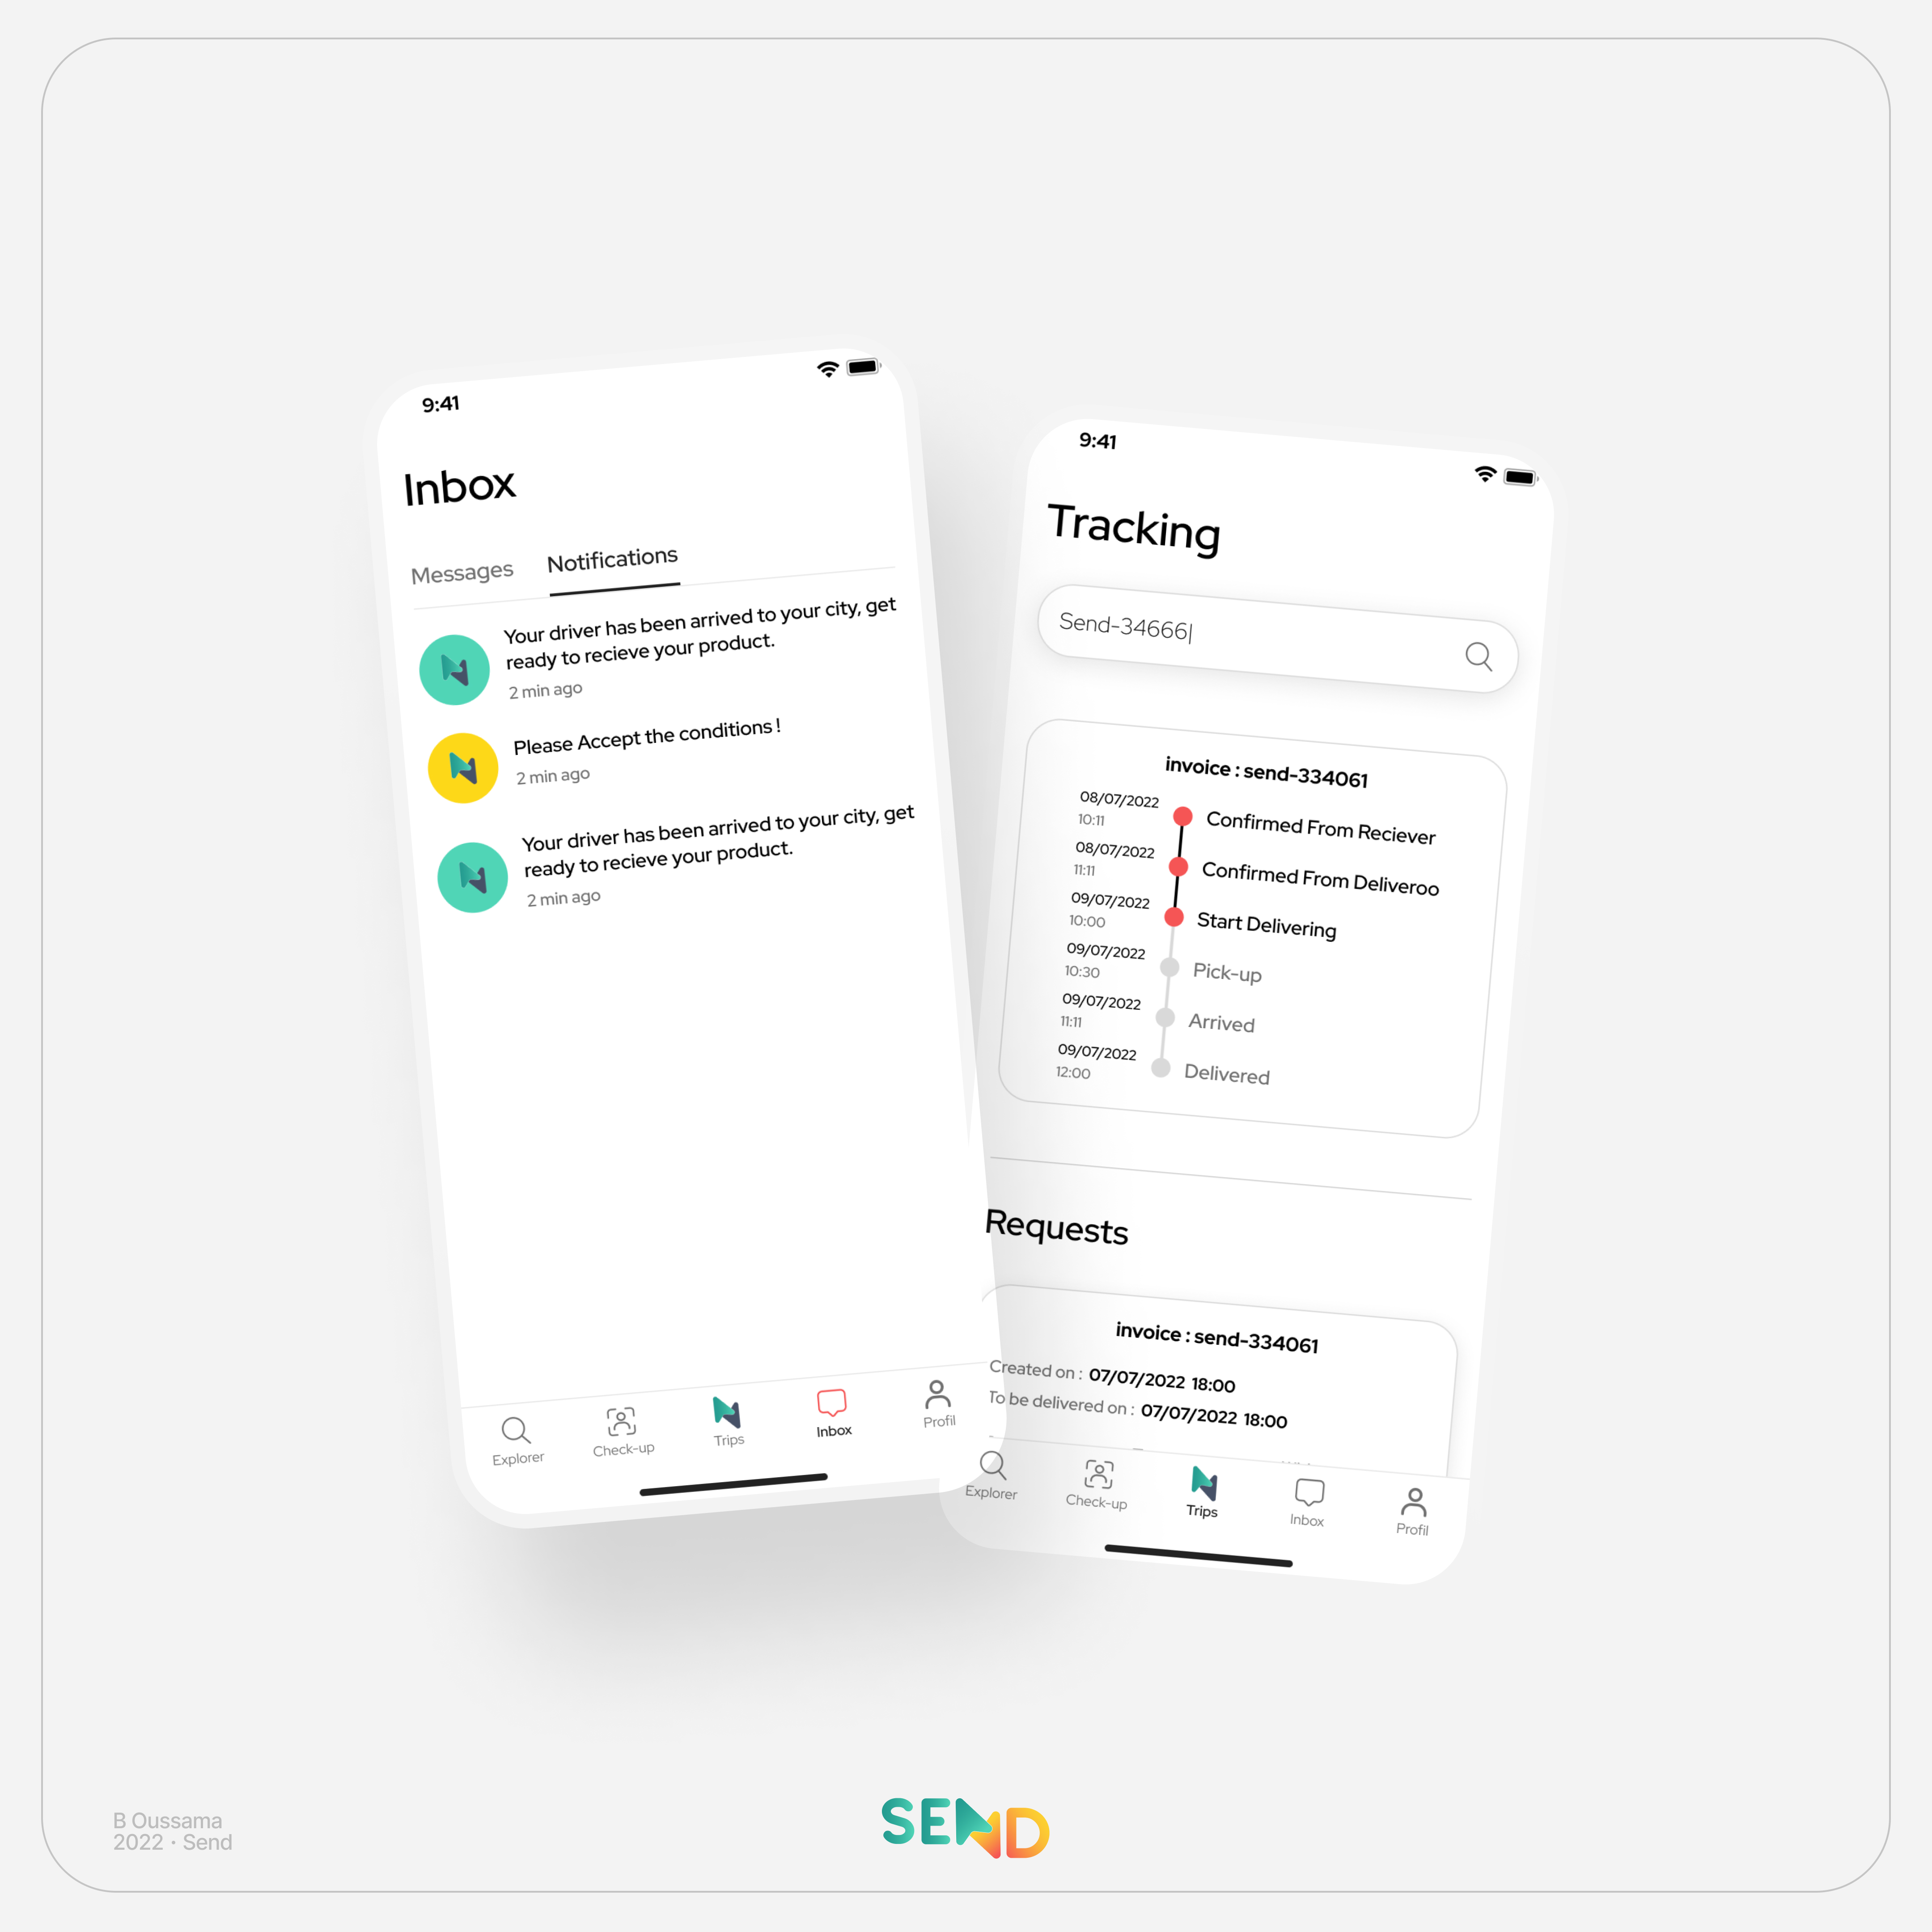 9:41
Inbox
Messages Notifications
Your driver has been arrived to your city, get
ready to recieve your product.
2 min ago
Please Accept the conditions !
2 min ago
Your driver has been arrived to your city, get
ready to recieve your product.
2 min ago
Explorer Check-up Trips Inbox Profil
9:41
Tracking
Send-34666
invoice : send-334061
08/07/2022
10:11
Confirmed From Reciever
08/07/2022
11:11
Confirmed From Deliveroo
09/07/2022
10:00
Start Delivering
09/07/2022
10:30
Pick-up
09/07/2022
11:11
Arrived
09/07/2022
12:00
Delivered
Requests
invoice : send-334061
Created on : 07/07/2022 18:00
To be delivered on : 07/07/2022 18:00
Explorer Check-up Trips Inbox Profil
B Oussama
2022 · Send
SEND